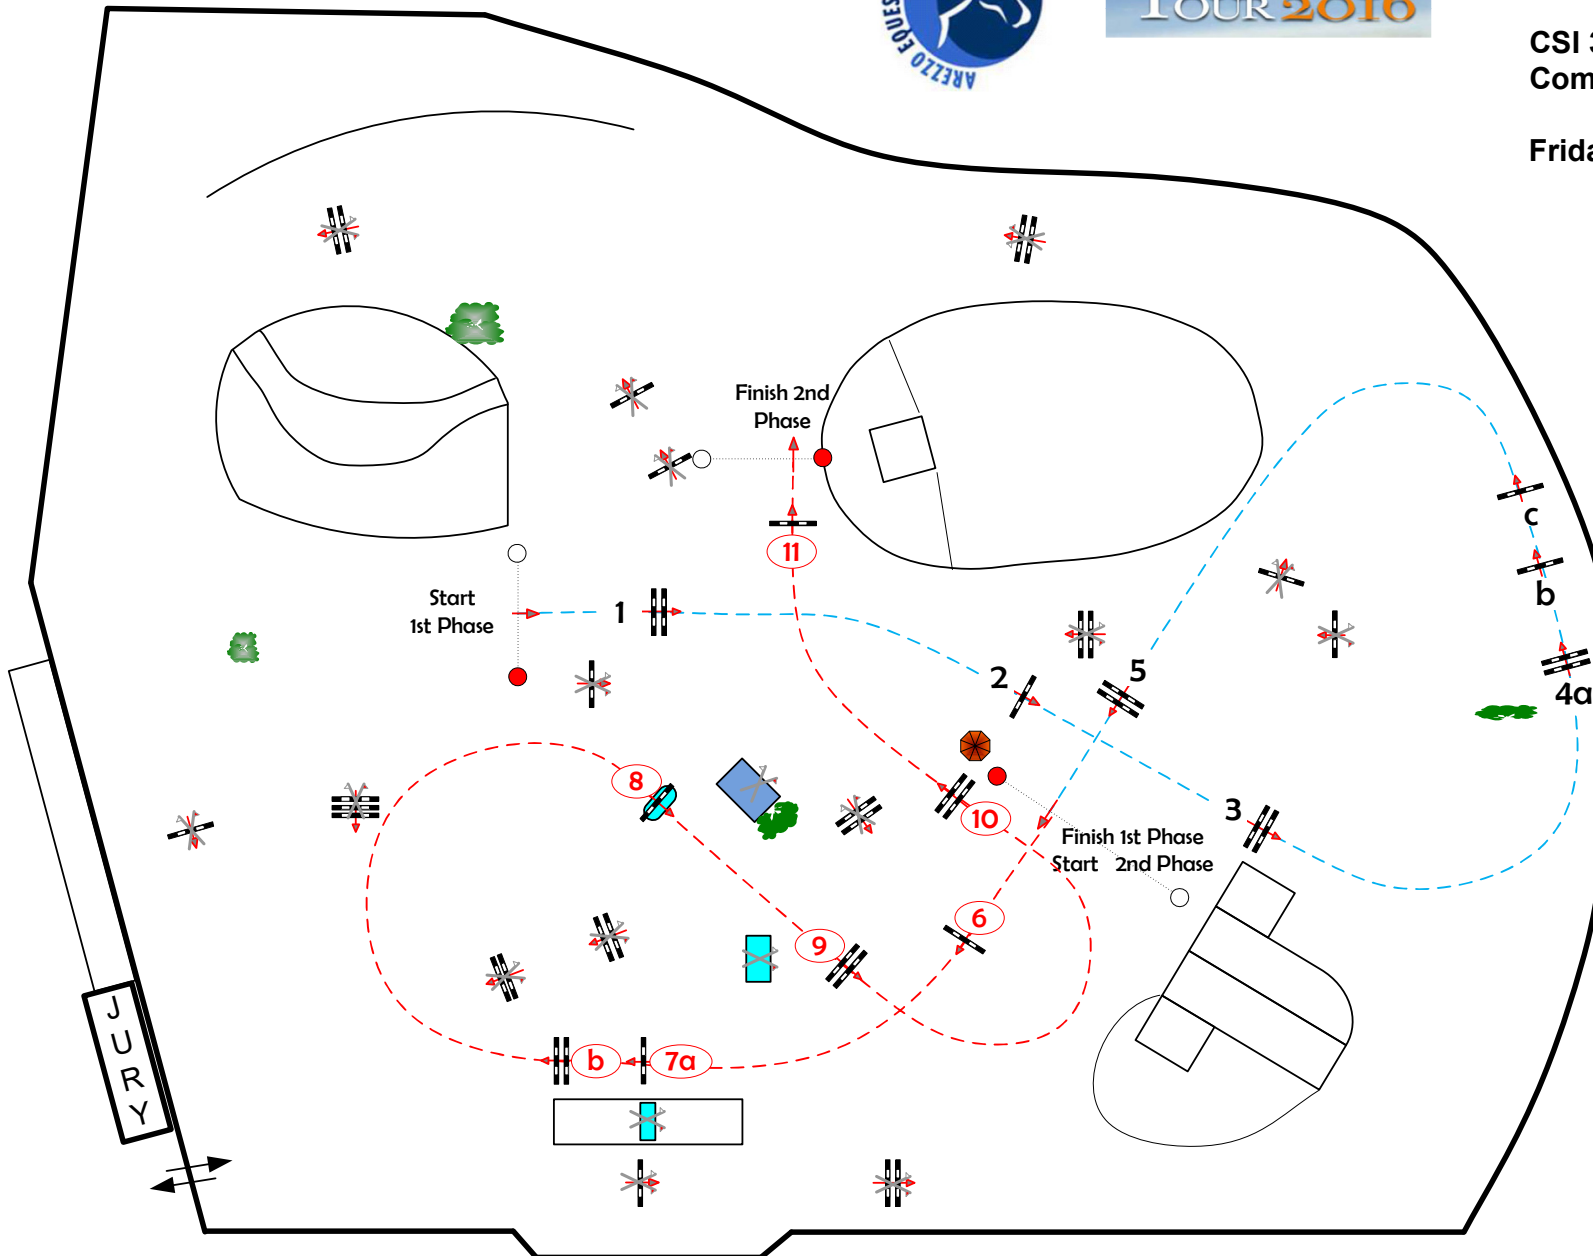 TOUR 2016
AREZZO EQUES
CSI 3
Com
Frida
Finish 2nd
Phase
11
Start
1st Phase
1
2
5
c
b
4a
3
8
10
Finish 1st Phase
Start 2nd Phase
6
9
b
7a
J
U
R
Y